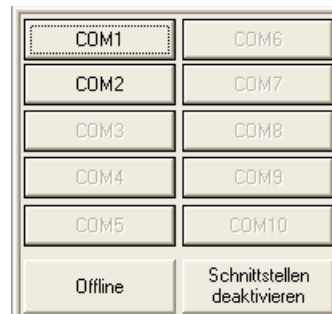 COM1 COM6
COM2 COM7
COM3 COM8
COM4 COM9
COM5 COM10
Offline Schnittstellen
deaktivieren